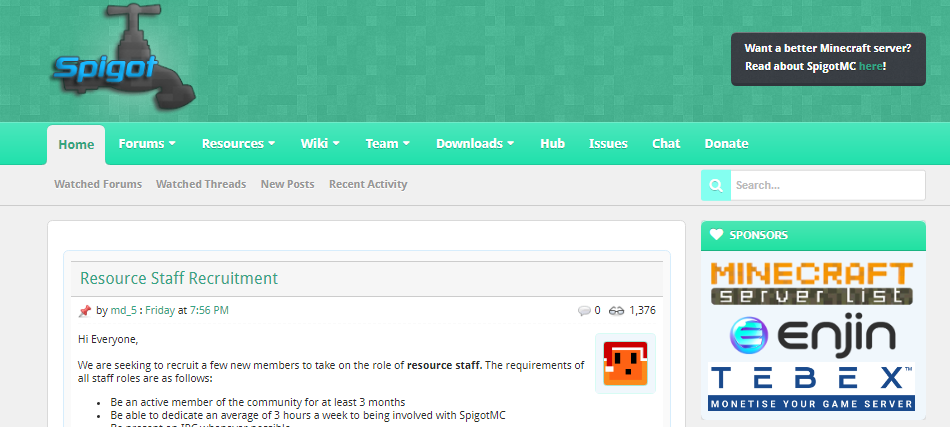 Spigot
Want a better Minecraft server?
Read about SpigotMC here!
Home Forums Resources Wiki Team Downloads Hub Issues Chat Donate
Watched Forums Watched Threads New Posts Recent Activity
Search...
Resource Staff Recruitment
by md_5 : Friday at 7:56 PM
0 1,376
Hi Everyone,
We are seeking to recruit a few new members to take on the role of resource staff. The requirements of
all staff roles are as follows:
• Be an active member of the community for at least 3 months
• Be able to dedicate an average of 3 hours a week to being involved with SpigotMC
SPONSORS
MINECRAFT
server list
enjin
TEBEX™
MONETISE YOUR GAME SERVER